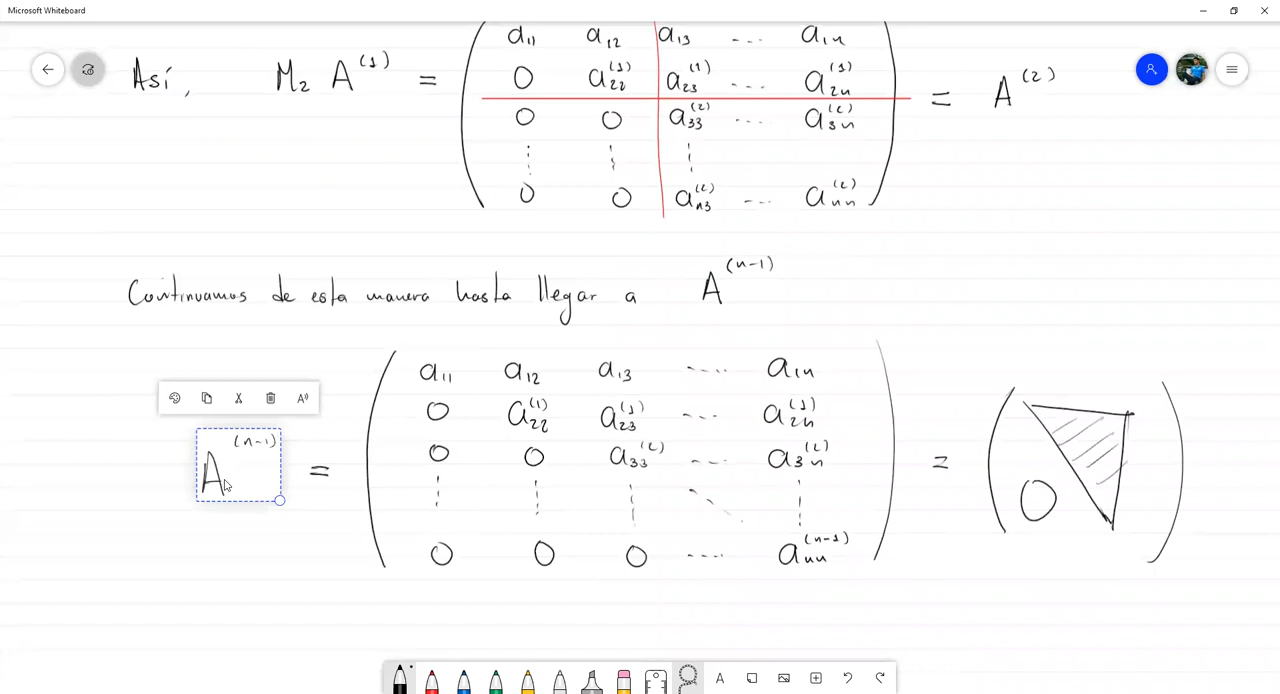 Microsoft Whiteboard
a₁₁ a₁₂ a₁₃ ... a₁ₙ
Así, M₂ A⁽¹⁾ = 0 a₂₂⁽¹⁾ a₂₃⁽¹⁾ ... a₂ₙ⁽¹⁾ = A⁽²⁾
0 0 a₃₃⁽²⁾ ... a₃ₙ⁽²⁾
⋮ ⋮ ⋮
0 0 aₙ₃⁽²⁾ ... aₙₙ⁽²⁾
Continuamos de esta manera hasta llegar a A⁽ⁿ⁻¹⁾
a₁₁ a₁₂ a₁₃ .... a₁ₙ
0 a₂₂⁽¹⁾ a₂₃⁽¹⁾ ... a₂ₙ⁽¹⁾
A⁽ⁿ⁻¹⁾ = 0 0 a₃₃⁽²⁾ ... a₃ₙ⁽²⁾ = ( 0 )
⋮ ⋮ ⋮ ⋱ ⋮
0 0 0 .... aₙₙ⁽ⁿ⁻¹⁾